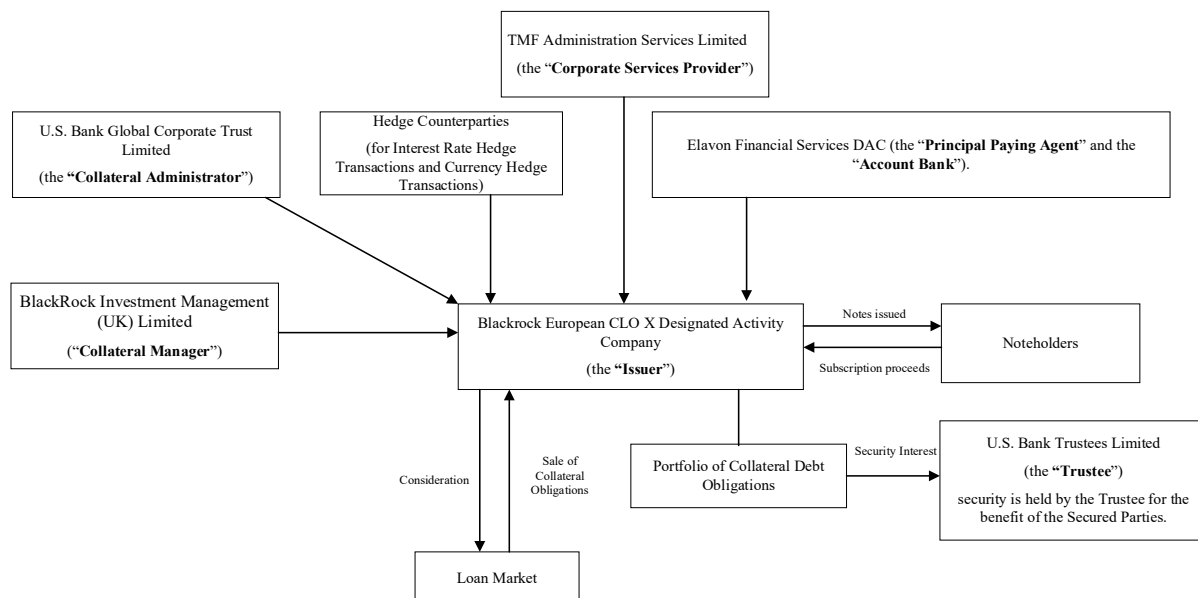 TMF Administration Services Limited
(the “Corporate Services Provider”)
U.S. Bank Global Corporate Trust
Limited
(the “Collateral Administrator”)
Hedge Counterparties
(for Interest Rate Hedge
Transactions and Currency Hedge
Transactions)
Elavon Financial Services DAC (the “Principal Paying Agent” and the
“Account Bank”).
BlackRock Investment Management
(UK) Limited
(“Collateral Manager”)
Blackrock European CLO X Designated Activity
Company
(the “Issuer”)
Notes issued
Subscription proceeds
Noteholders
Consideration
Sale of
Collateral
Obligations
Portfolio of Collateral Debt
Obligations
Security Interest
U.S. Bank Trustees Limited
(the “Trustee”)
security is held by the Trustee for the
benefit of the Secured Parties.
Loan Market